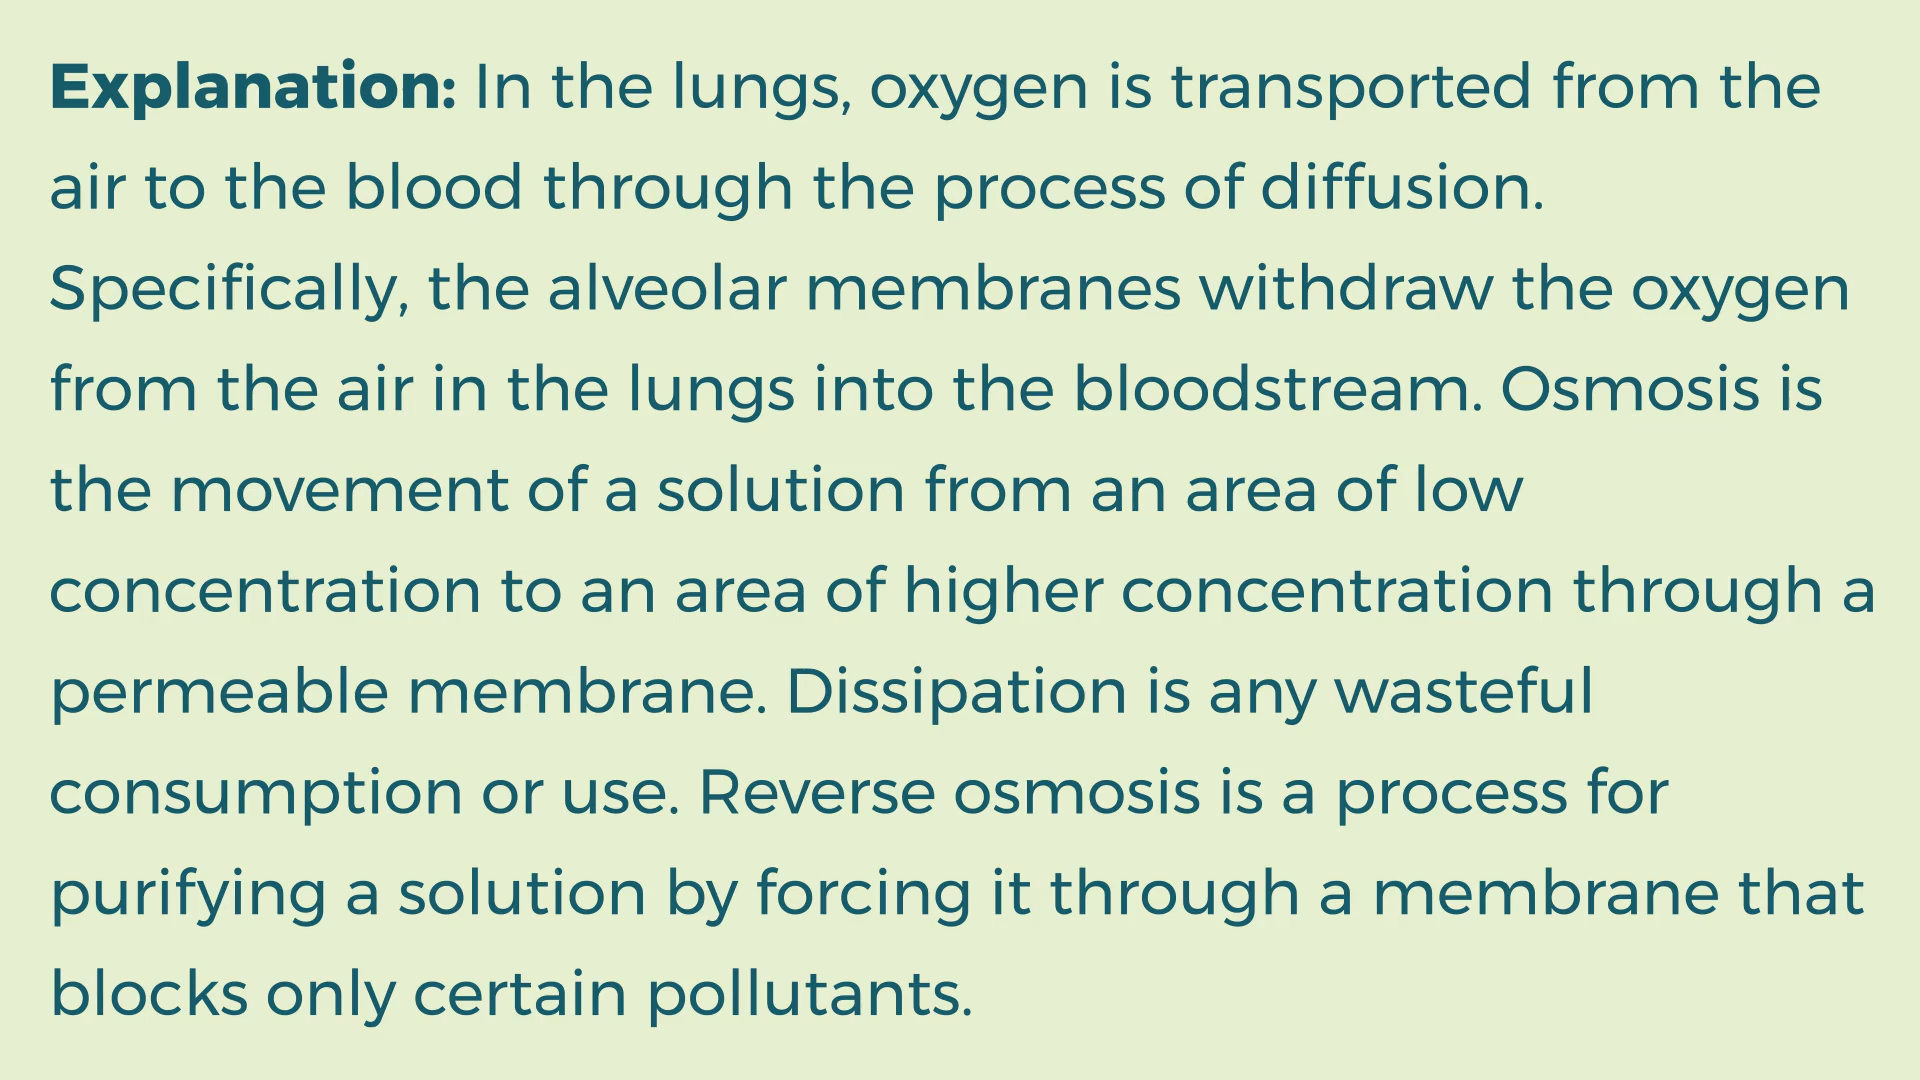 Explanation: In the lungs, oxygen is transported from the
air to the blood through the process of diffusion.
Specifically, the alveolar membranes withdraw the oxygen
from the air in the lungs into the bloodstream. Osmosis is
the movement of a solution from an area of low
concentration to an area of higher concentration through a
permeable membrane. Dissipation is any wasteful
consumption or use. Reverse osmosis is a process for
purifying a solution by forcing it through a membrane that
blocks only certain pollutants.